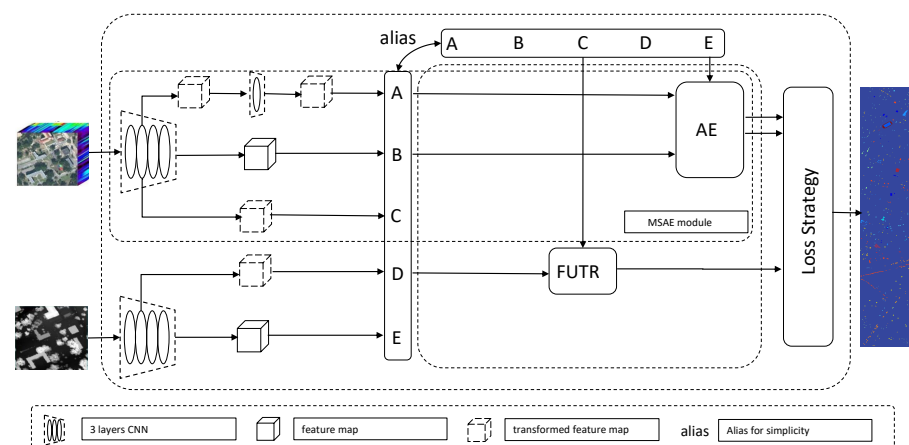 alias
A B C D E
A
AE
B
C
MSAE module
Loss Strategy
D
FUTR
E
3 layers CNN
feature map
transformed feature map
alias
Alias for simplicity